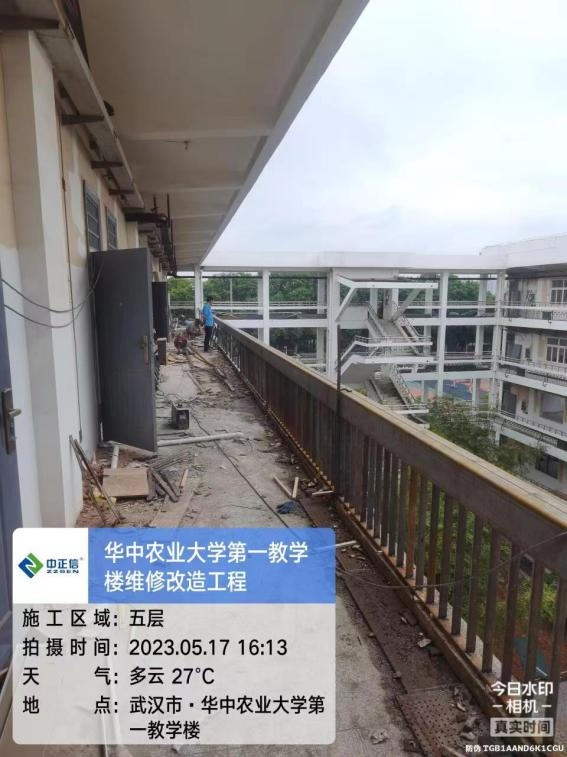 中正信®
ZZSEN
华中农业大学第一教学
楼维修改造工程
施工区域：五层
拍摄时间：2023.05.17 16:13
天气：多云 27°C
地点：武汉市·华中农业大学第
一教学楼
今日水印
相机
真实时间
防伪 TGB1AAND6K1CGU